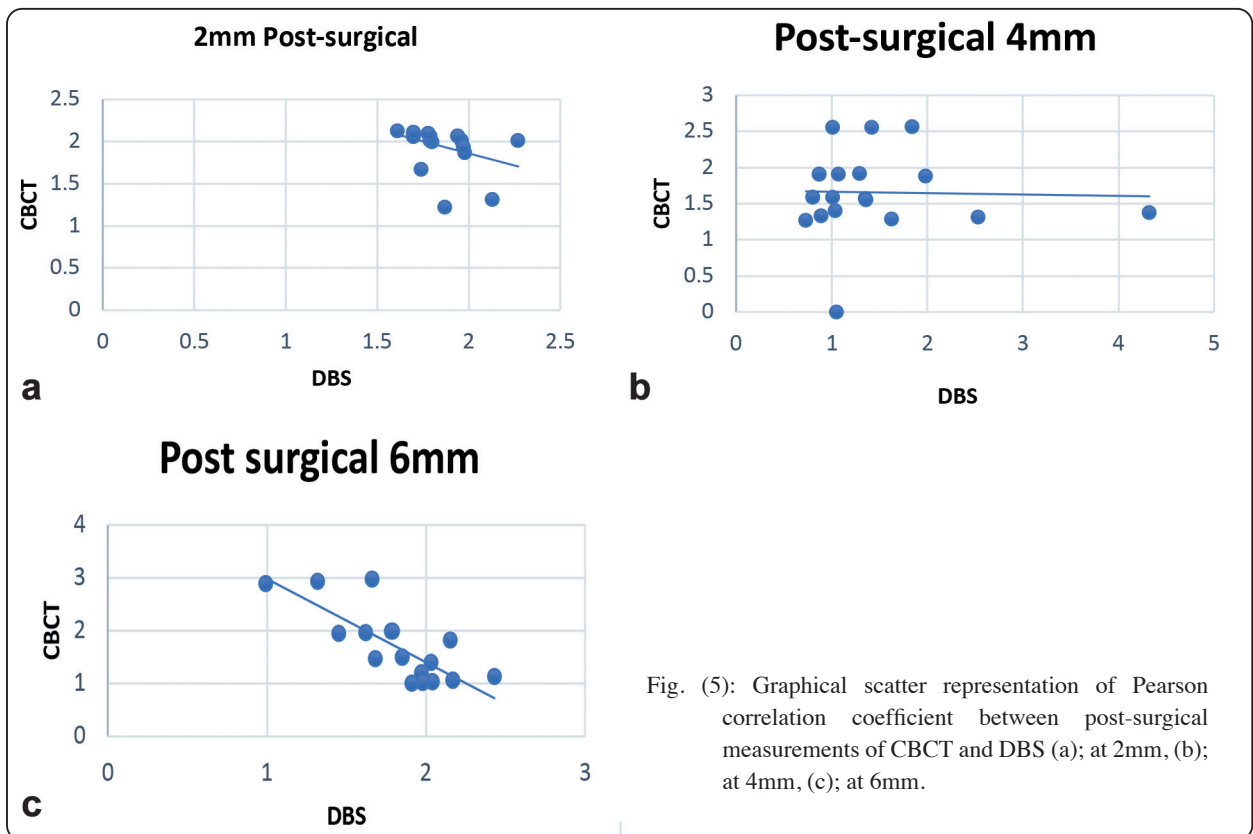 2mm Post-surgical
2.5
2
1.5
1
0.5
0
CBCT
0 0.5 1 1.5 2 2.5
DBS
a
Post-surgical 4mm
3
2.5
2
1.5
1
0.5
0
CBCT
0 1 2 3 4 5
DBS
b
Post surgical 6mm
4
3
2
1
0
CBCT
0 1 2 3
DBS
c
Fig. (5): Graphical scatter representation of Pearson
correlation coefficient between post-surgical
measurements of CBCT and DBS (a); at 2mm, (b);
at 4mm, (c); at 6mm.